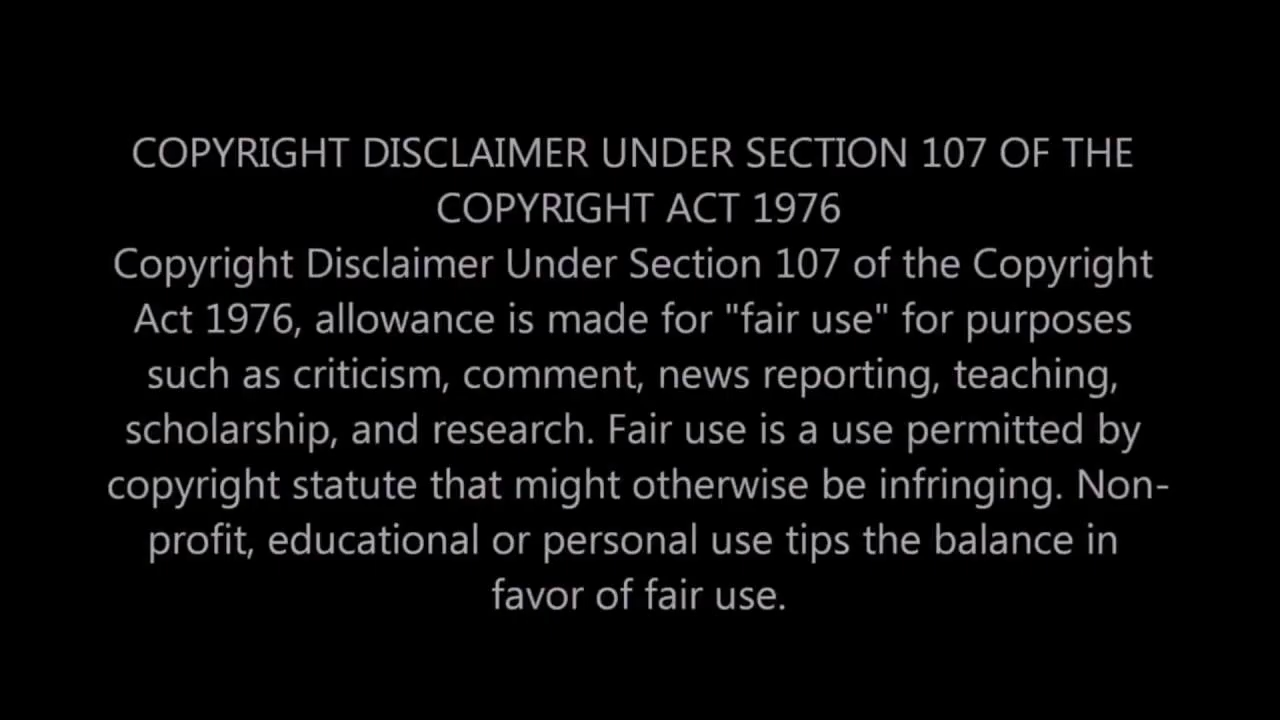 COPYRIGHT DISCLAIMER UNDER SECTION 107 OF THE
COPYRIGHT ACT 1976
Copyright Disclaimer Under Section 107 of the Copyright
Act 1976, allowance is made for "fair use" for purposes
such as criticism, comment, news reporting, teaching,
scholarship, and research. Fair use is a use permitted by
copyright statute that might otherwise be infringing. Non-
profit, educational or personal use tips the balance in
favor of fair use.